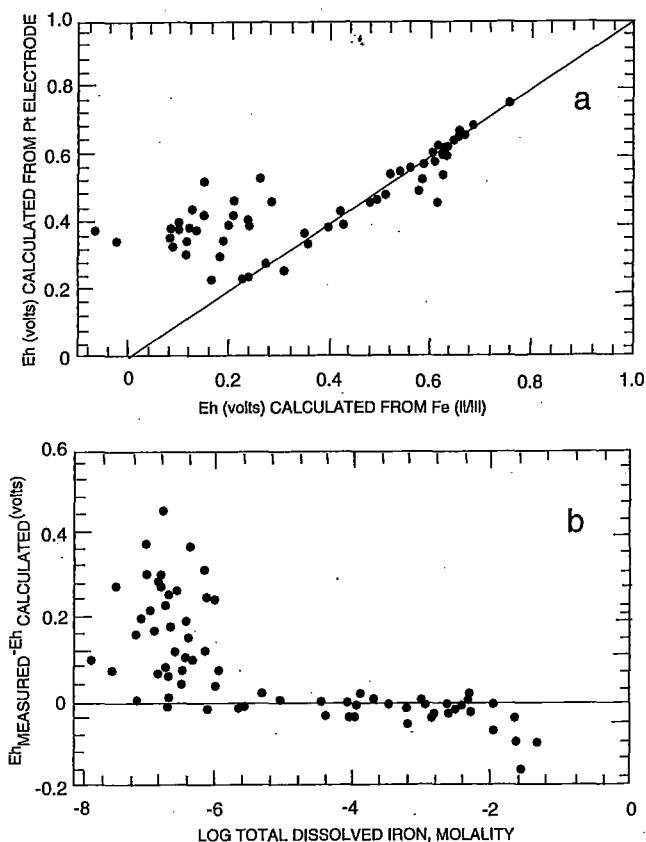 1.0
0.8
0.6
0.4
0.2
0
Eh (volts) CALCULATED FROM Pt ELECTRODE
a
0 0.2 0.4 0.6 0.8 1.0
Eh (volts) CALCULATED FROM Fe (II/III)
0.6
0.4
0.2
0
-0.2
EhMEASURED-Eh CALCULATED(volts)
b
-8 -6 -4 -2 0
LOG TOTAL DISSOLVED IRON, MOLALITY